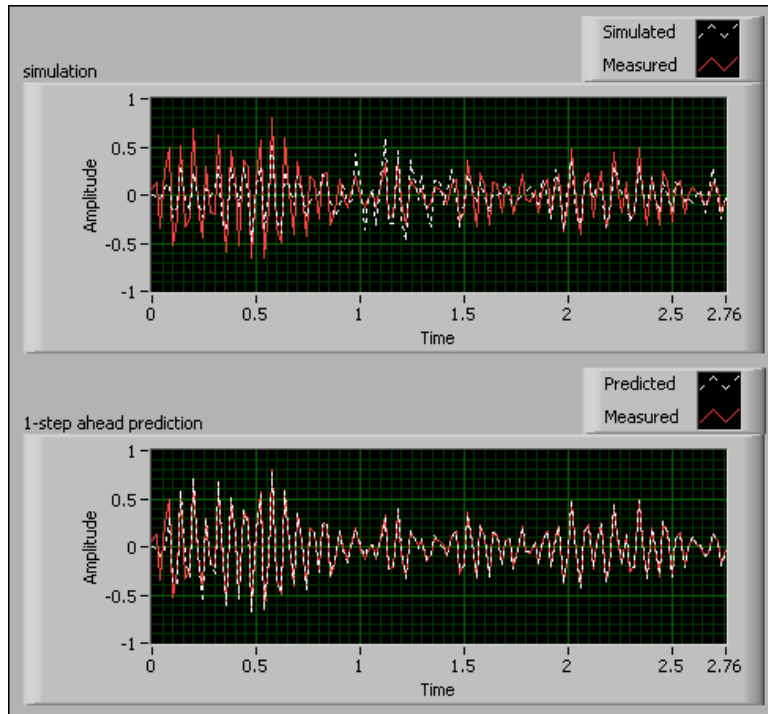 Simulated
Measured
simulation
1
0.5
0
-0.5
-1
Amplitude
0 0.5 1 1.5 2 2.5 2.76
Time
Predicted
Measured
1-step ahead prediction
1
0.5
0
-0.5
-1
Amplitude
0 0.5 1 1.5 2 2.5 2.76
Time